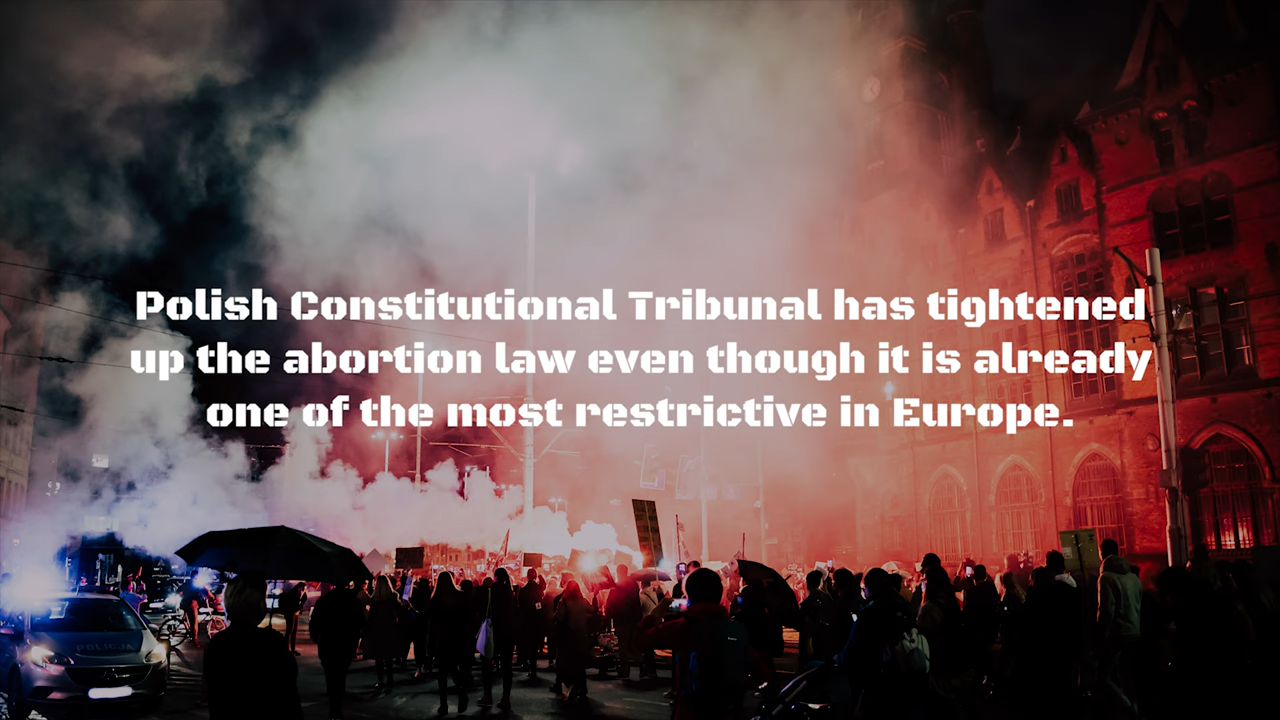 Polish Constitutional Tribunal has tightened
up the abortion law even though it is already
one of the most restrictive in Europe.
POLICJA